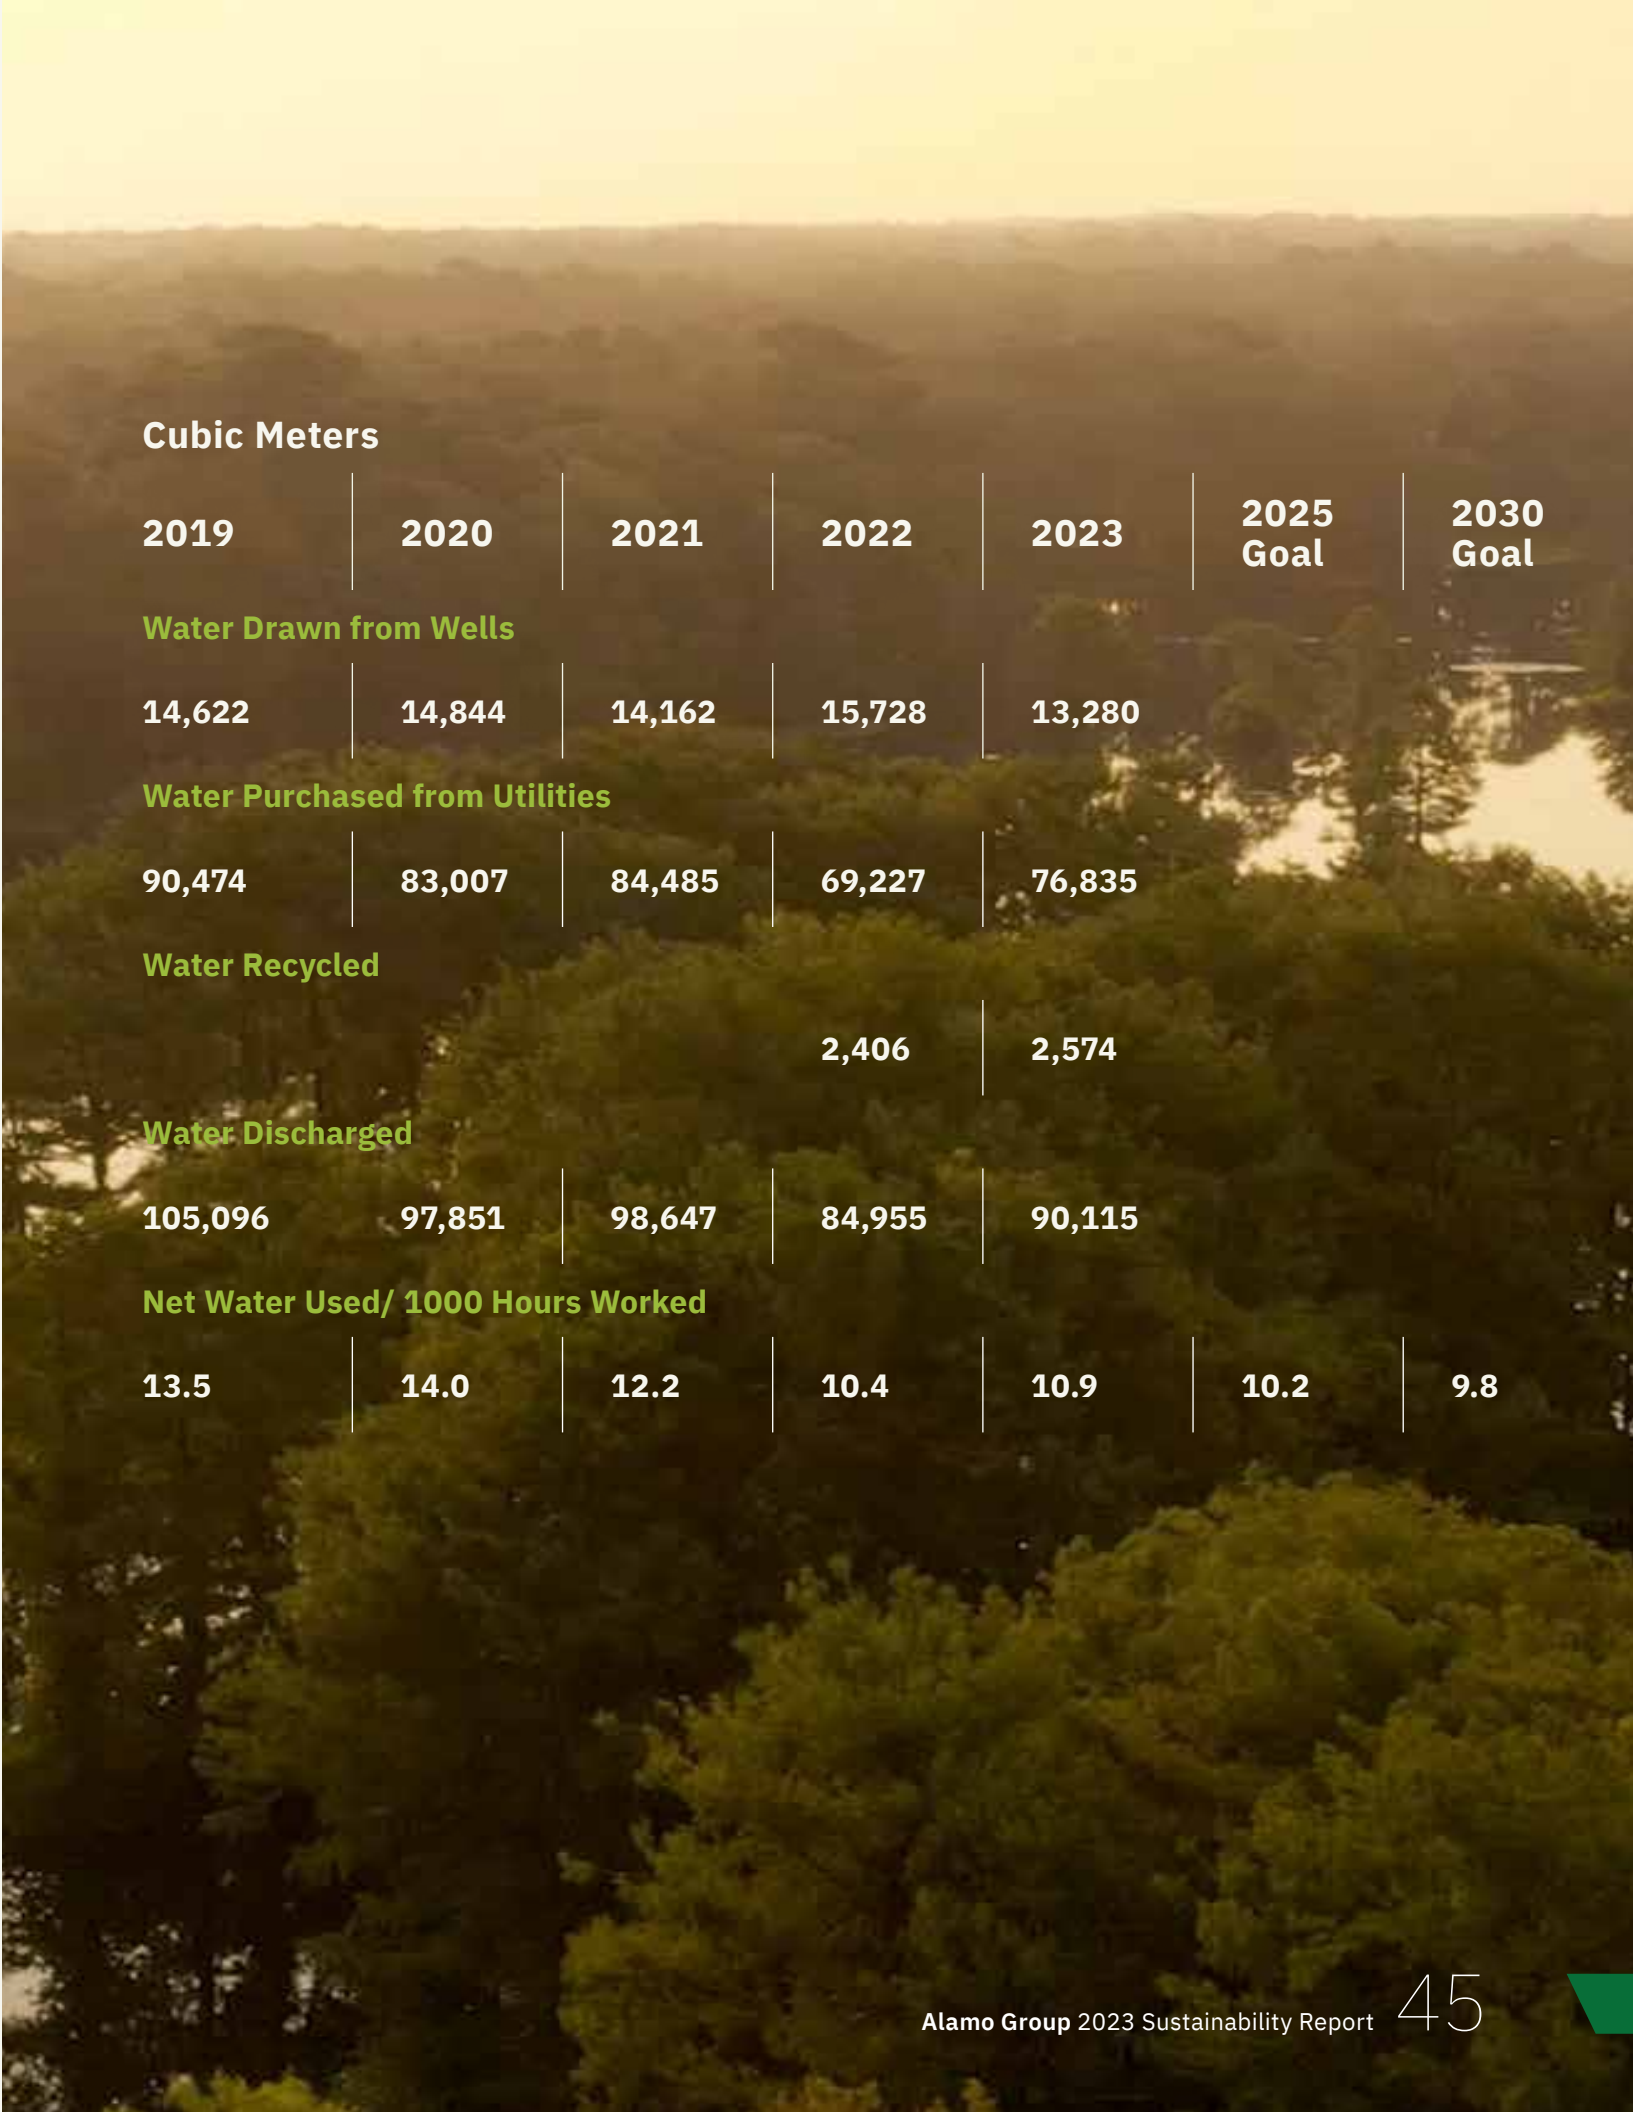 Cubic Meters
2019 2020 2021 2022 2023 2025 Goal 2030 Goal
Water Drawn from Wells
14,622 14,844 14,162 15,728 13,280
Water Purchased from Utilities
90,474 83,007 84,485 69,227 76,835
Water Recycled
2,406 2,574
Water Discharged
105,096 97,851 98,647 84,955 90,115
Net Water Used/ 1000 Hours Worked
13.5 14.0 12.2 10.4 10.9 10.2 9.8
Alamo Group 2023 Sustainability Report 45